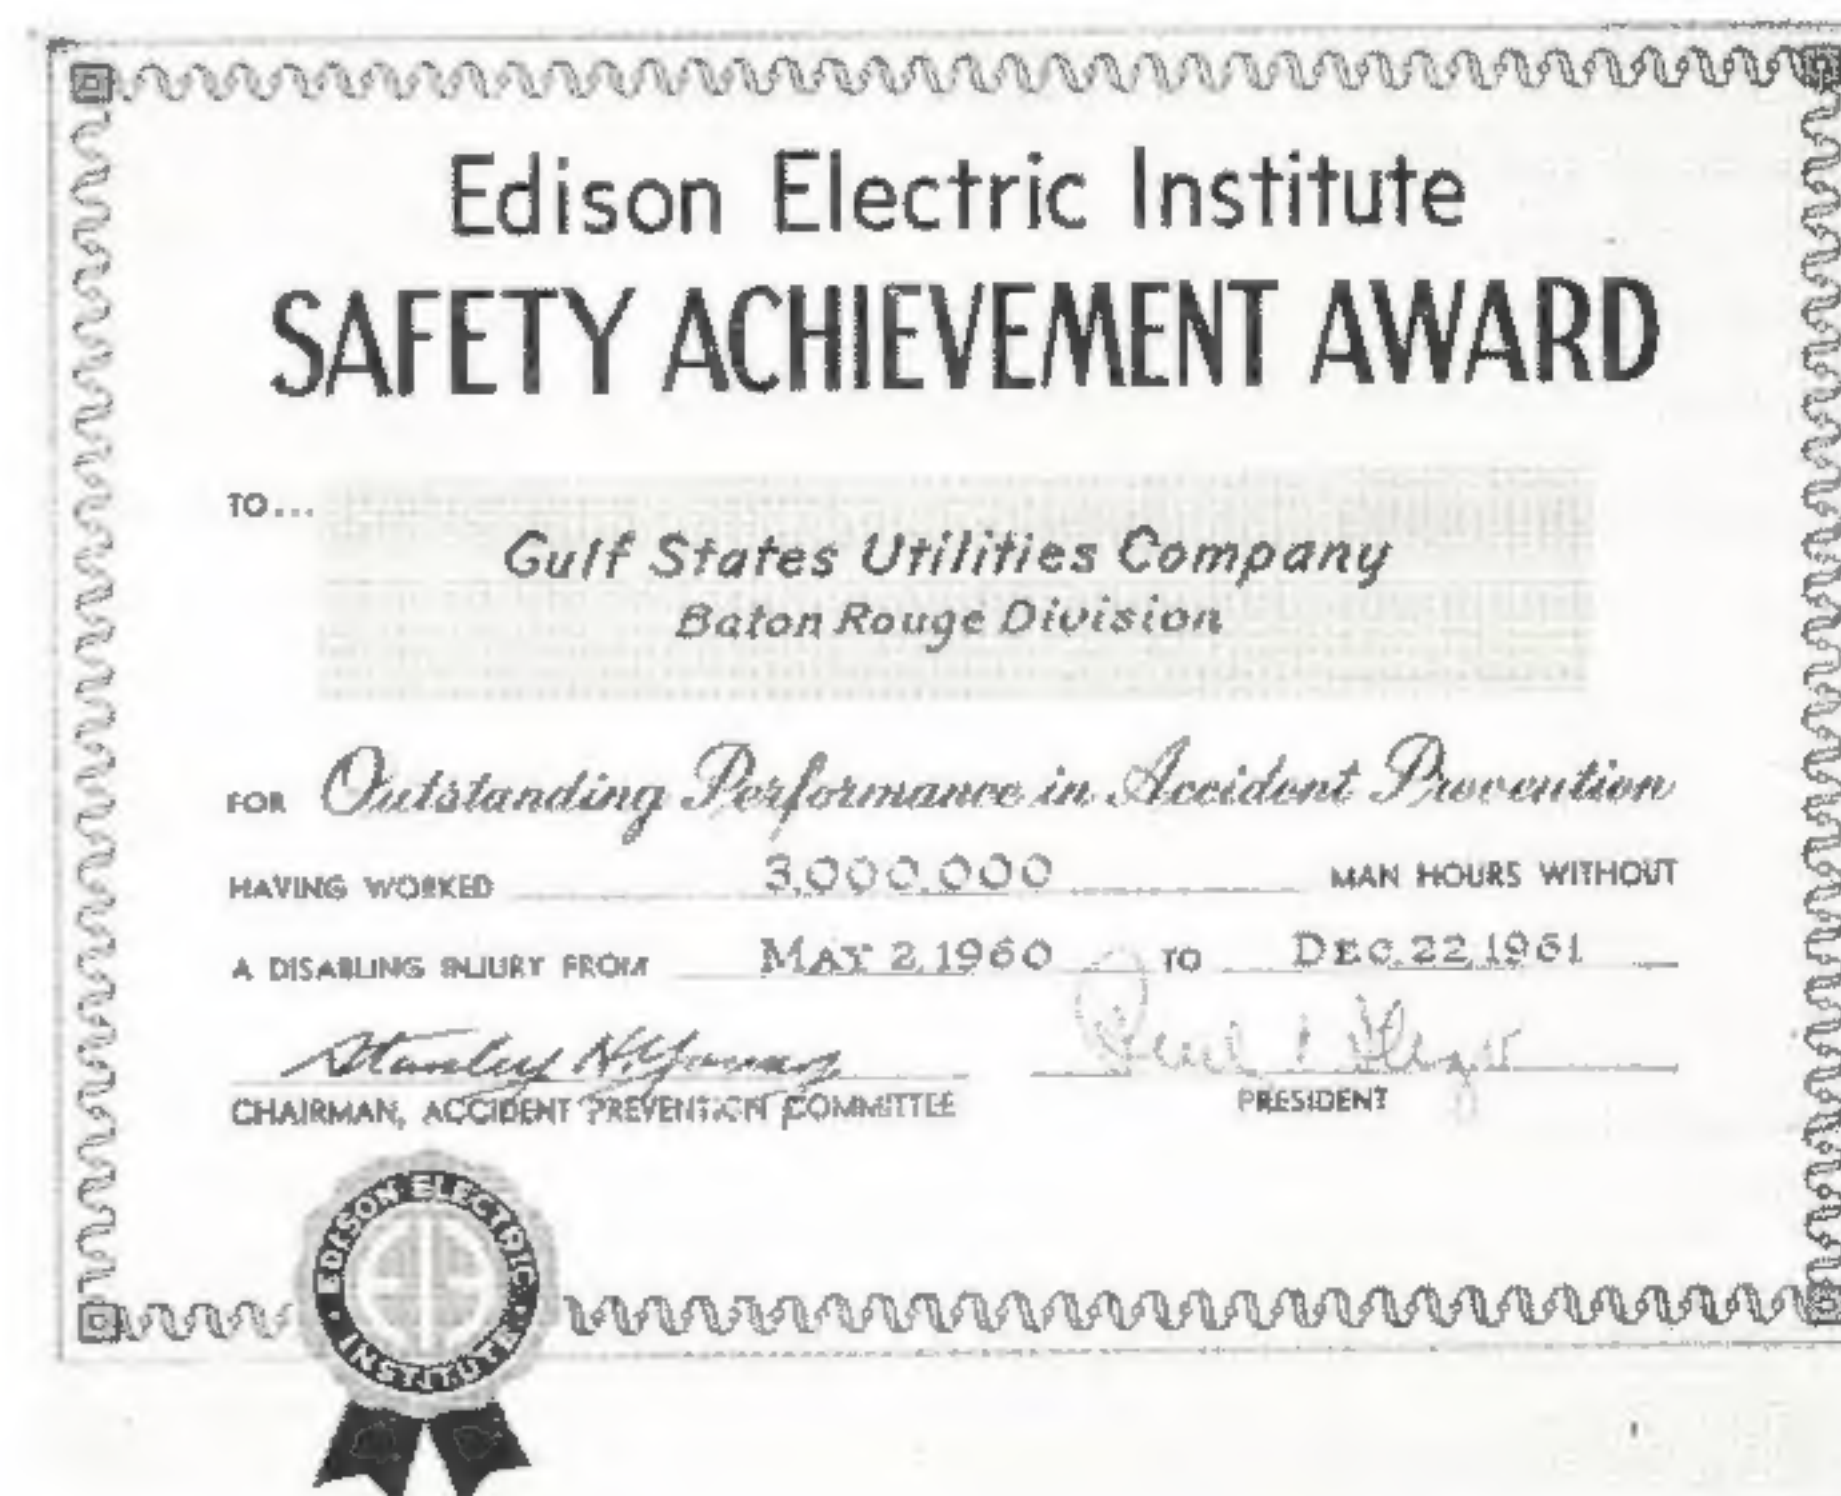 Edison Electric Institute
SAFETY ACHIEVEMENT AWARD
TO...
Gulf States Utilities Company
Baton Rouge Division
FOR Outstanding Performance in Accident Prevention
HAVING WORKED 3,000,000 MAN HOURS WITHOUT
A DISABLING INJURY FROM MAY 2, 1960 TO DEC. 22, 1961
Stanley H. Young
CHAIRMAN, ACCIDENT PREVENTION COMMITTEE PRESIDENT
EDISON ELECTRIC
INSTITUTE